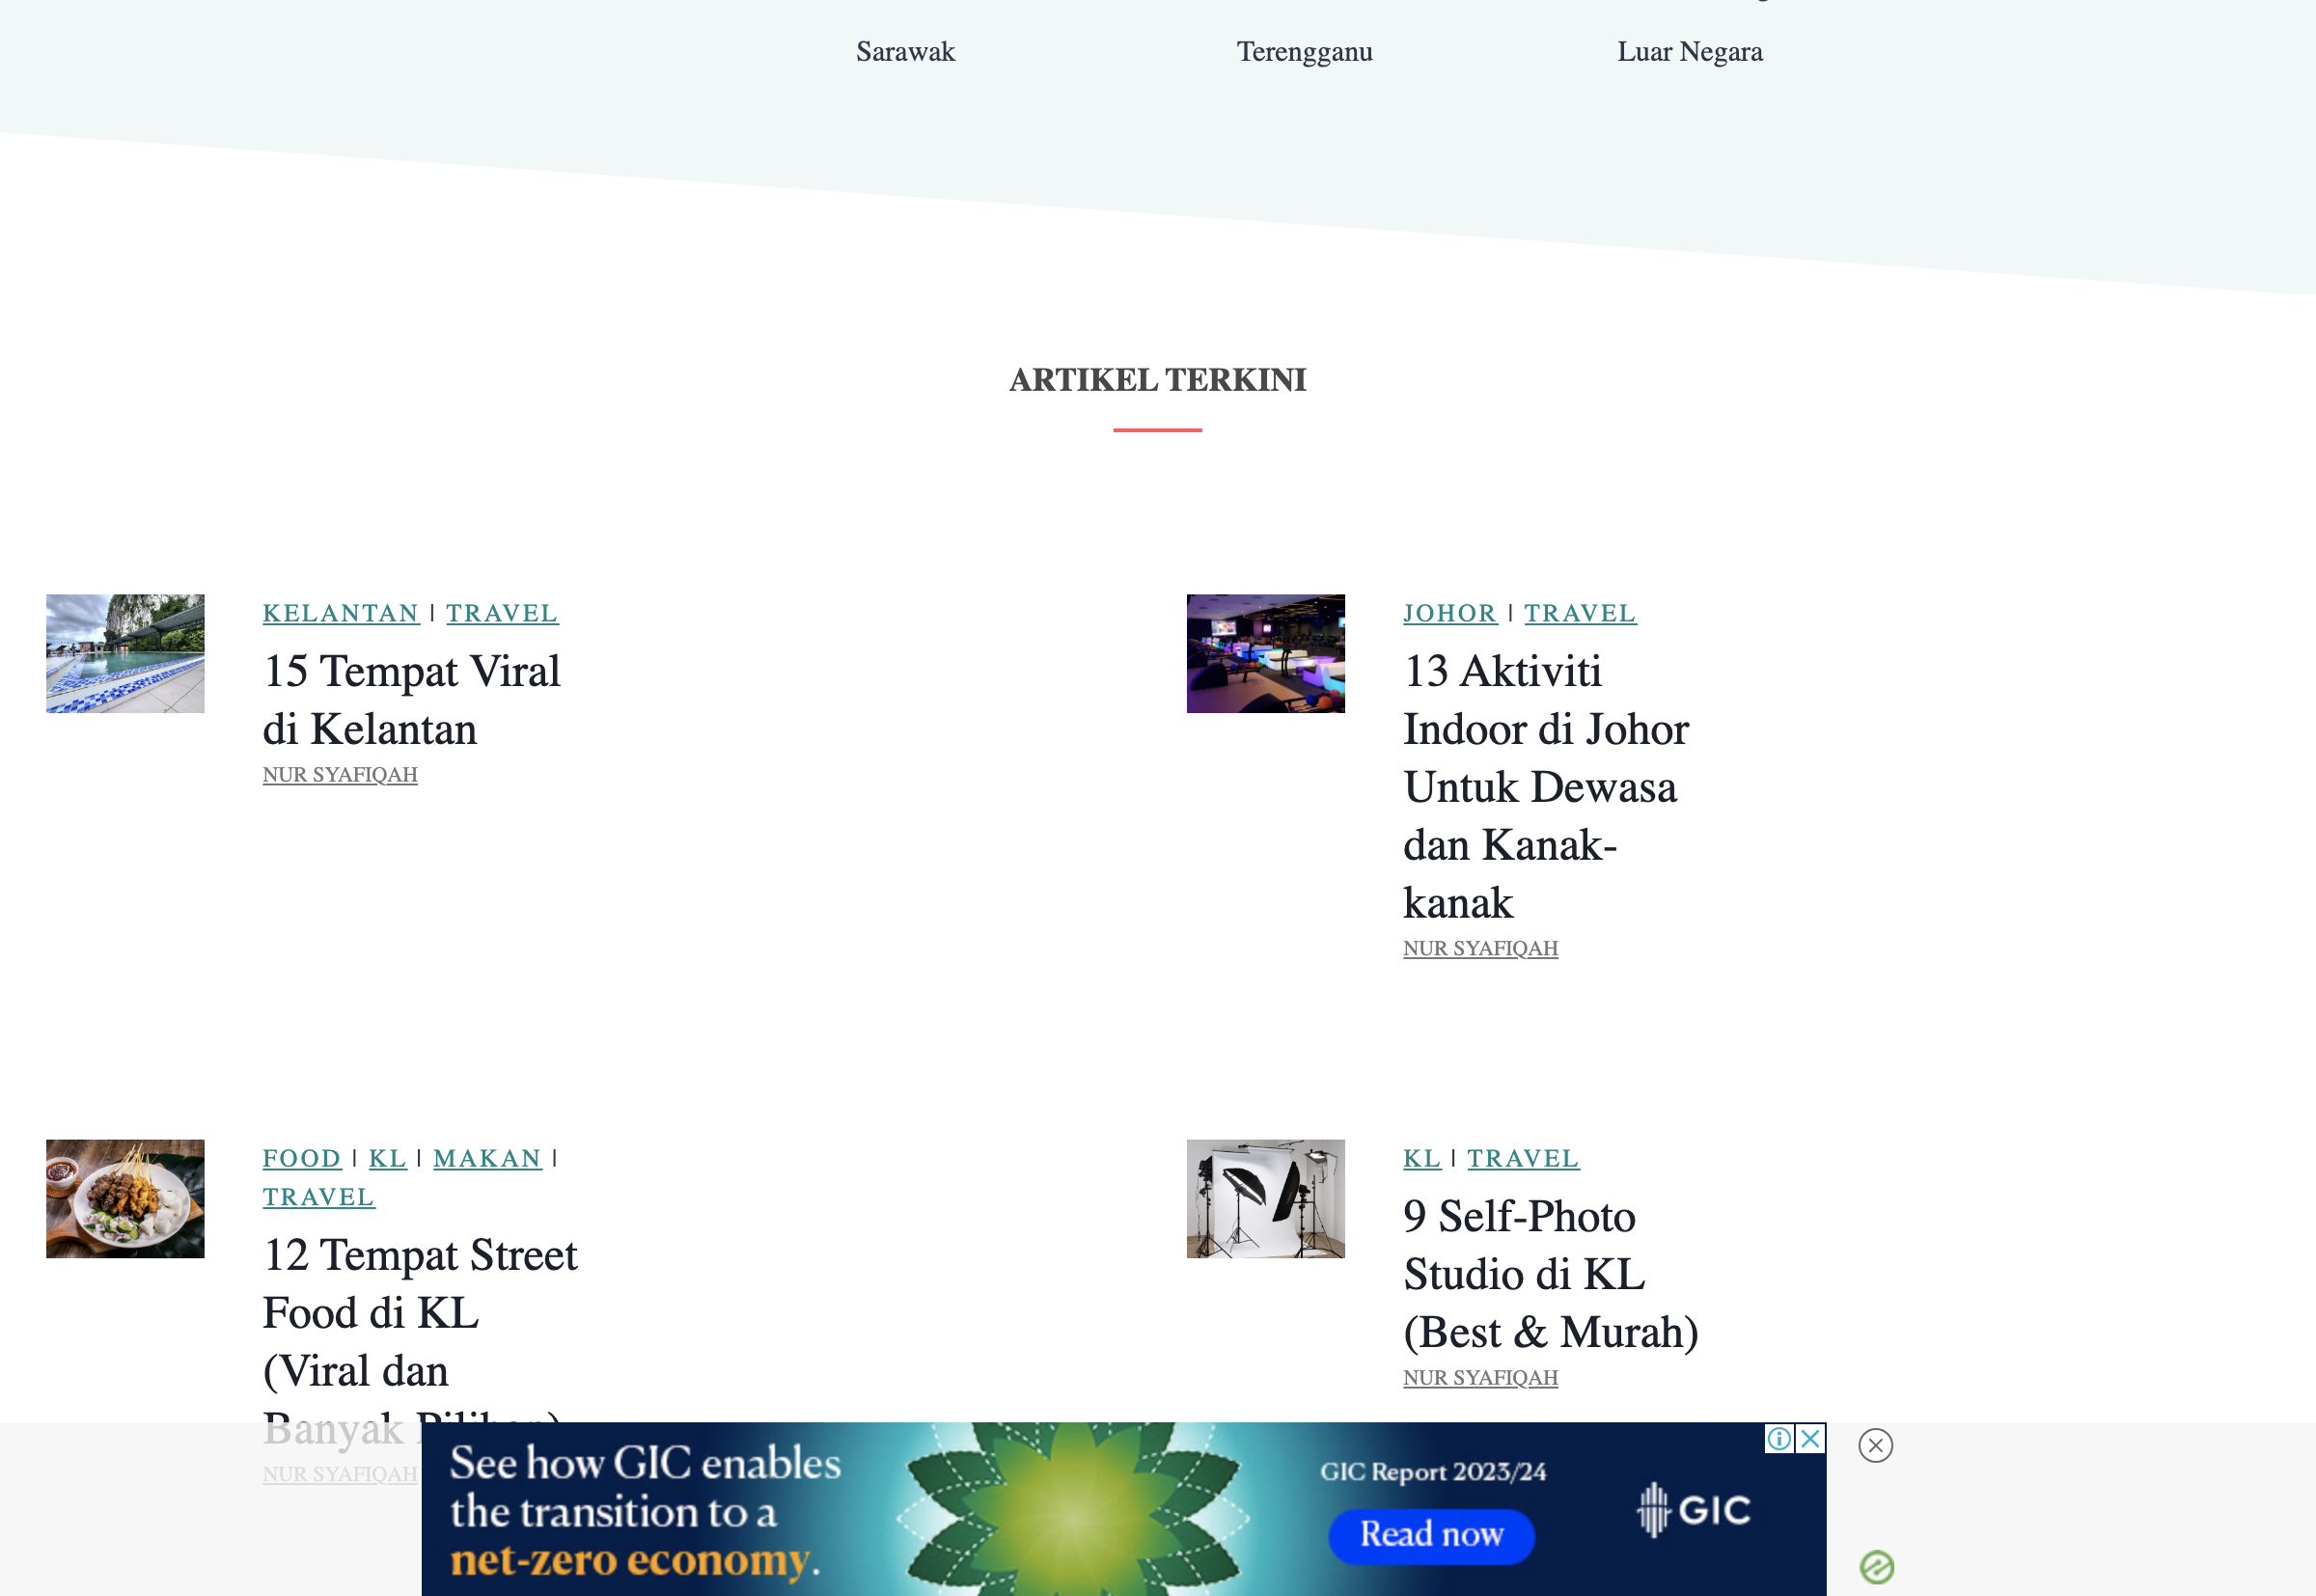 Sarawak
Terengganu
Luar Negara
ARTIKEL TERKINI
KELANTAN | TRAVEL
15 Tempat Viral
di Kelantan
NUR SYAFIQAH
JOHOR | TRAVEL
13 Aktiviti
Indoor di Johor
Untuk Dewasa
dan Kanak-
kanak
NUR SYAFIQAH
FOOD | KL | MAKAN |
TRAVEL
12 Tempat Street
Food di KL
(Viral dan
Banyak Pilihan)
NUR SYAFIQAH
KL | TRAVEL
9 Self-Photo
Studio di KL
(Best & Murah)
NUR SYAFIQAH
See how GIC enables
the transition to a
net-zero economy.
GIC Report 2023/24
Read now
GIC